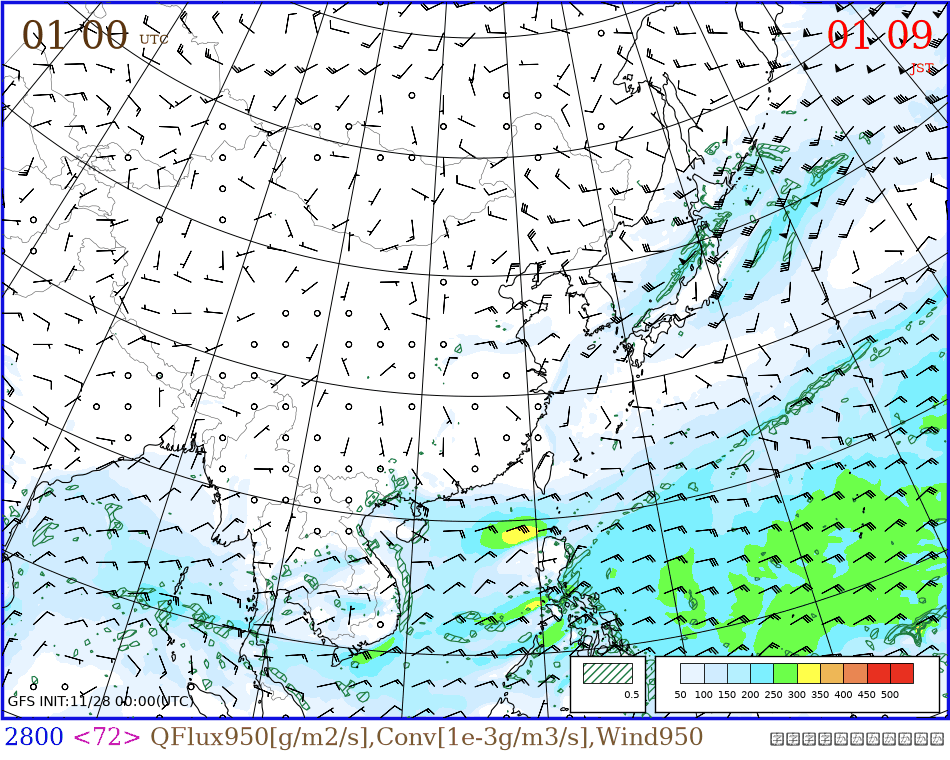 01 00 UTC
01 09
JST
0.5
50 100 150 200 250 300 350 400 450 500
GFS INIT:11/28 00:00(UTC)
2800 <72> QFlux950[g/m2/s],Conv[1e-3g/m3/s],Wind950